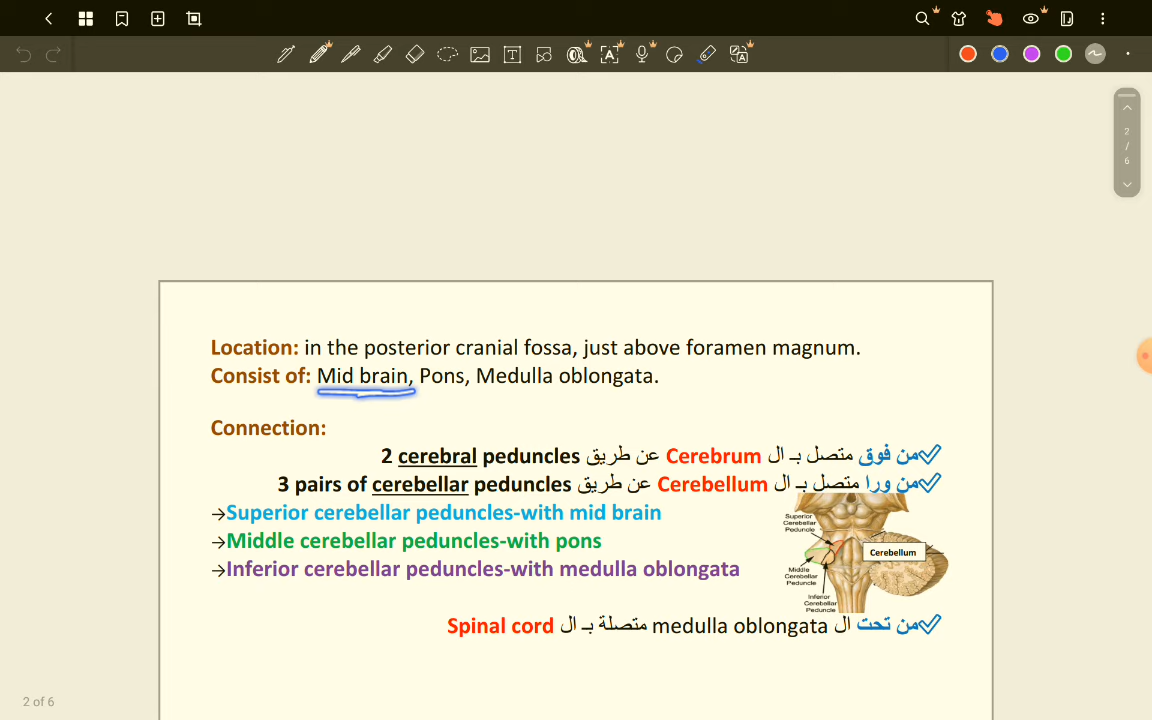 2
/
6
Location: in the posterior cranial fossa, just above foramen magnum.
Consist of: Mid brain, Pons, Medulla oblongata.
Connection:
من فوق متصل بـ ال Cerebrum عن طريق 2 cerebral peduncles
من ورا متصل بـ ال Cerebellum عن طريق 3 pairs of cerebellar peduncles
→Superior cerebellar peduncles-with mid brain
→Middle cerebellar peduncles-with pons
→Inferior cerebellar peduncles-with medulla oblongata
Superior
Cerebellar
Peduncle
Cerebellum
Middle
Cerebellar
Peduncle
Inferior
Cerebellar
Peduncle
من تحت ال medulla oblongata متصلة بـ ال Spinal cord
2 of 6